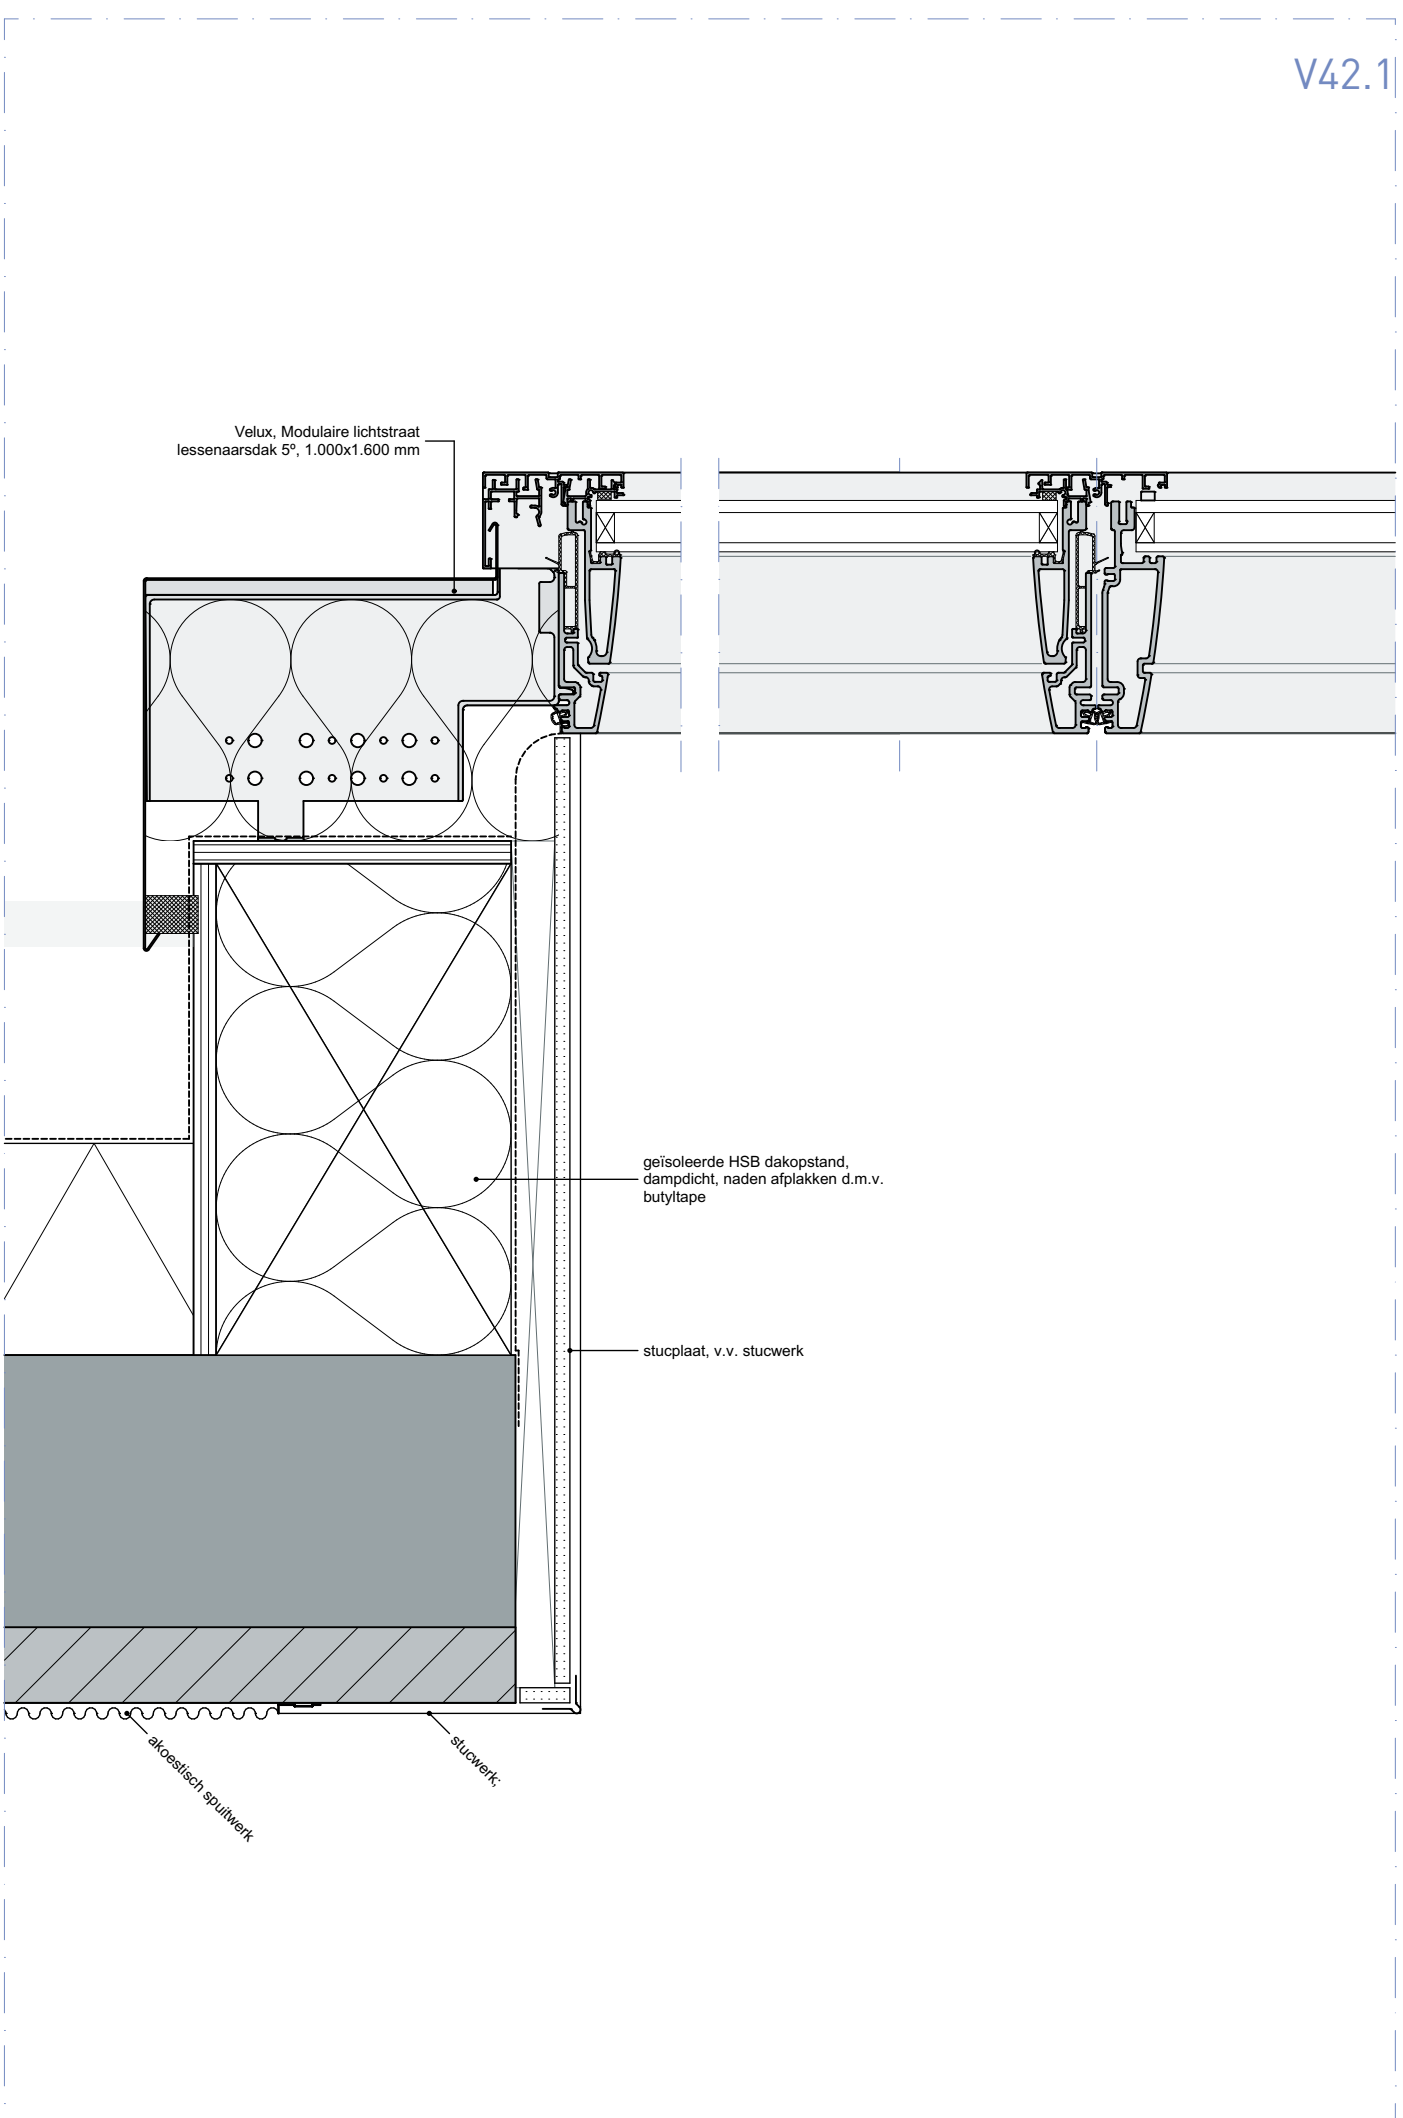 V42.1
Velux, Modulaire lichtstraat
lessenaarsdak 5º, 1.000x1.600 mm
geïsoleerde HSB dakopstand,
dampdicht, naden afplakken d.m.v.
butyltape
stucplaat, v.v. stucwerk
akoestisch spuitwerk
stucwerk;